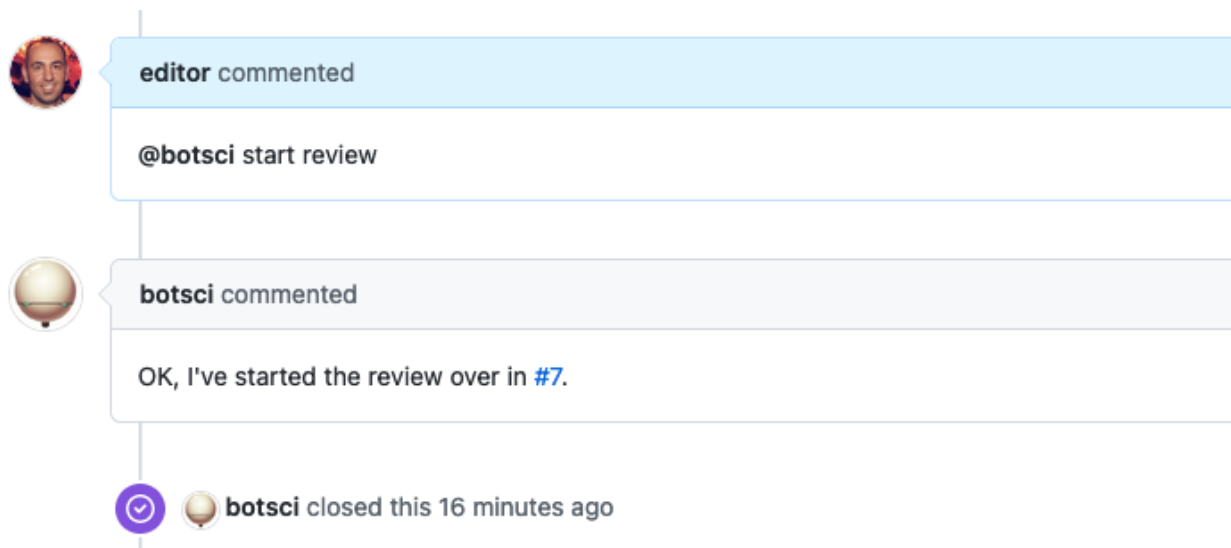 editor commented
@botsci start review
botsci commented
OK, I've started the review over in #7.
botsci closed this 16 minutes ago